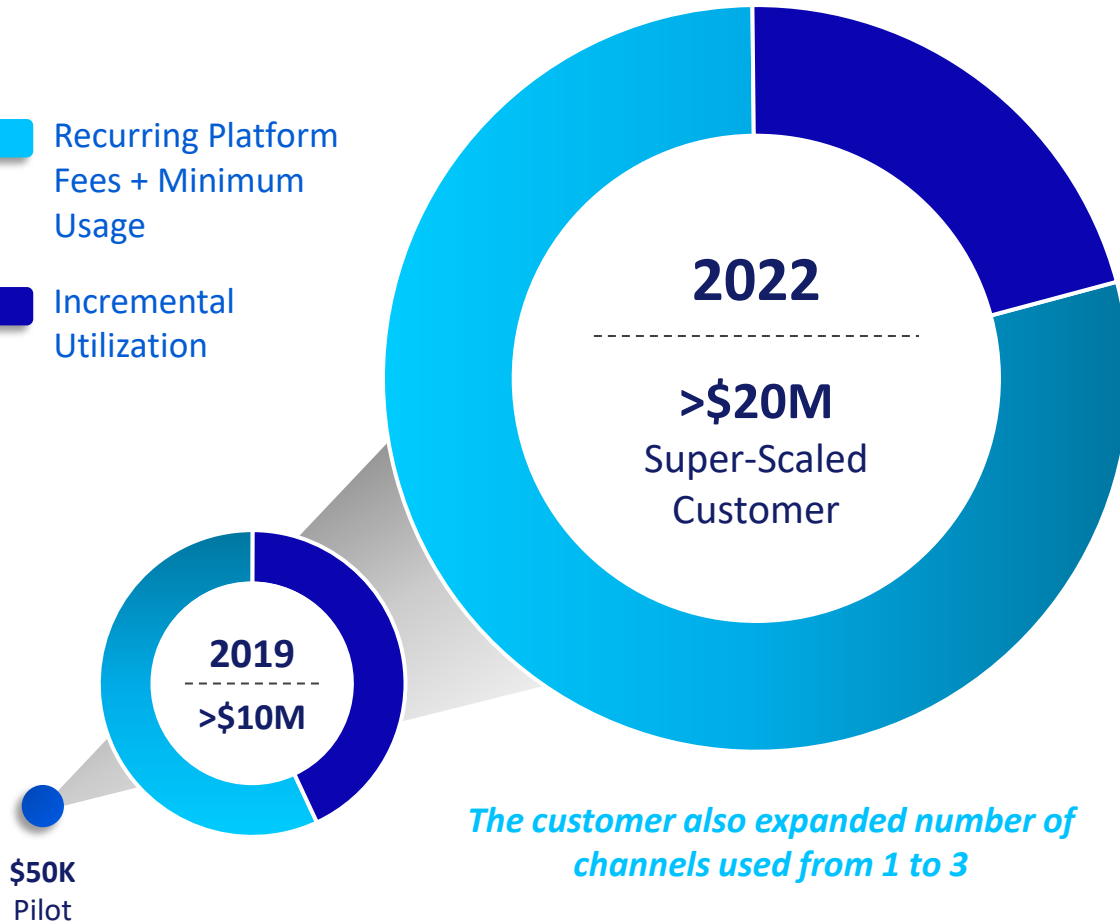 Recurring Platform
Fees + Minimum
Usage
Incremental
Utilization
2022
>$20M
Super-Scaled
Customer
2019
>$10M
$50K
Pilot
The customer also expanded number of
channels used from 1 to 3